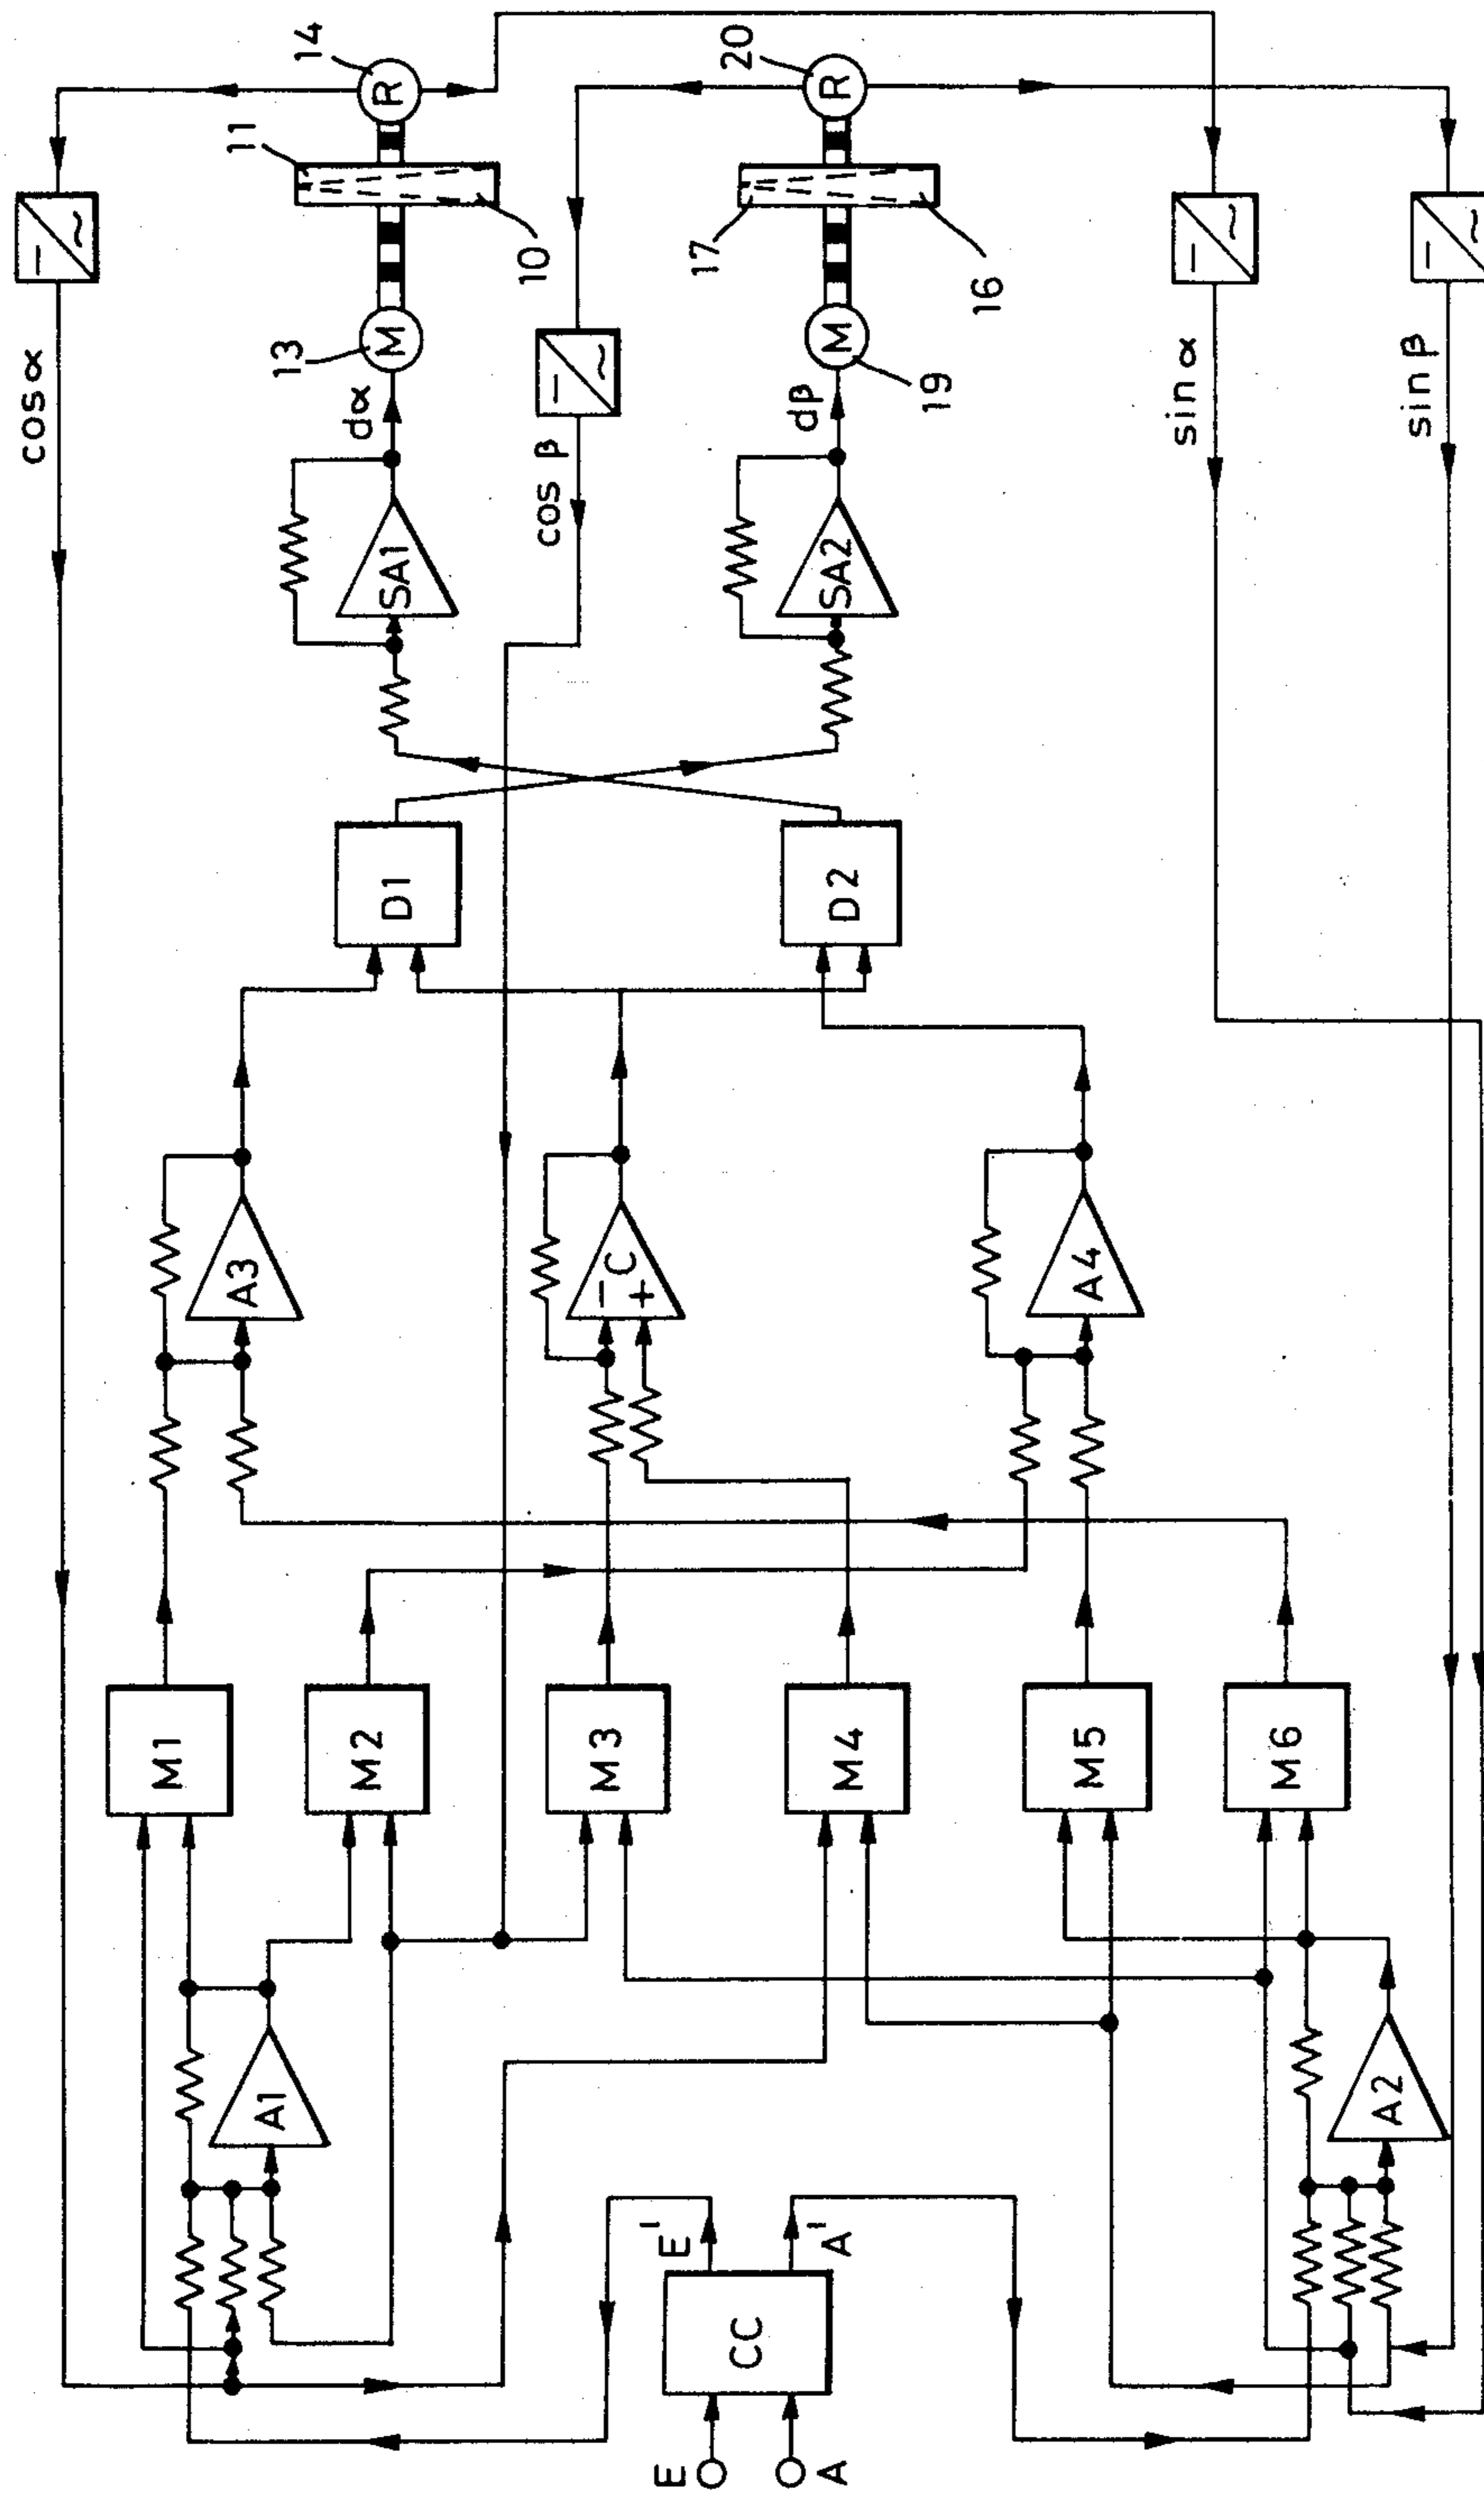 E
A
CC
E'
A'
A1
A2
M1
M2
M3
M4
M5
M6
A3
− C +
A4
D1
D2
SA1
SA2
dα
dβ
cos α
cos β
sin α
sin β
13
M
10
11
14
R
19
M
16
17
20
R
− ~
− ~
− ~
− ~